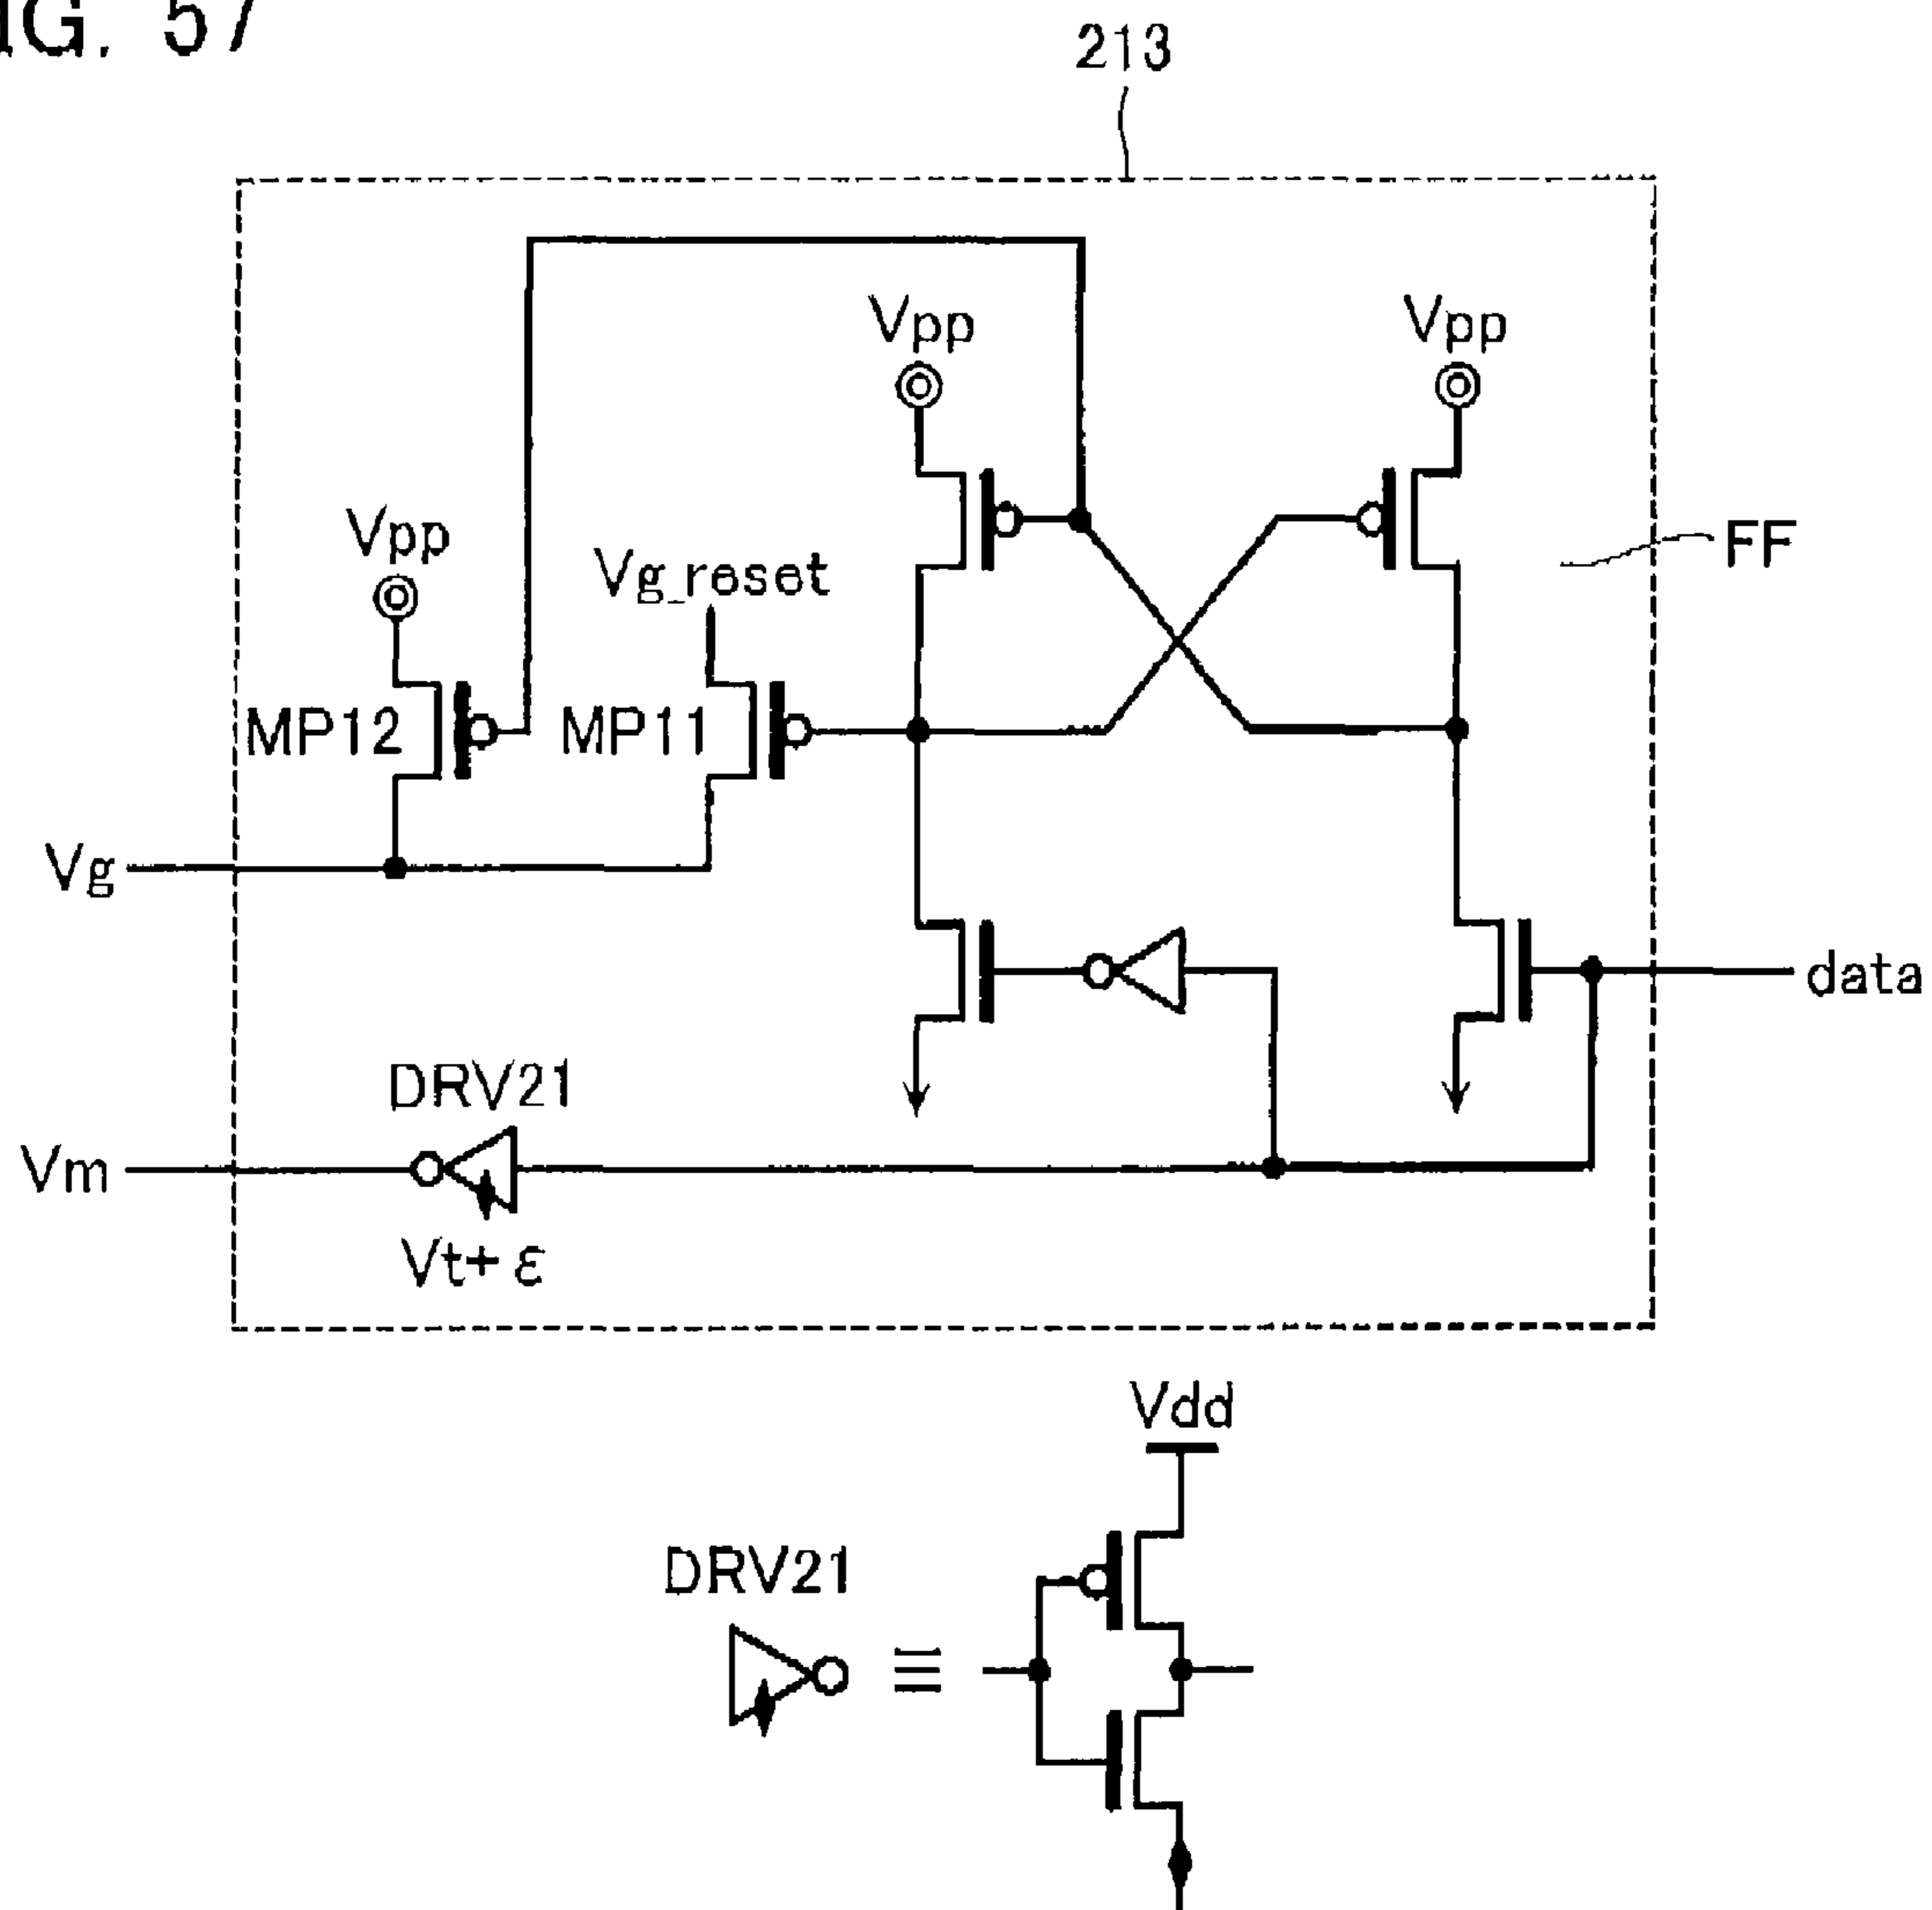 IG. 57
213
Vpp
Vpp
Vpp
Vg_reset
FF
MP12
MP11
Vg
data
DRV21
Vm
Vt+ε
Vdd
DRV21